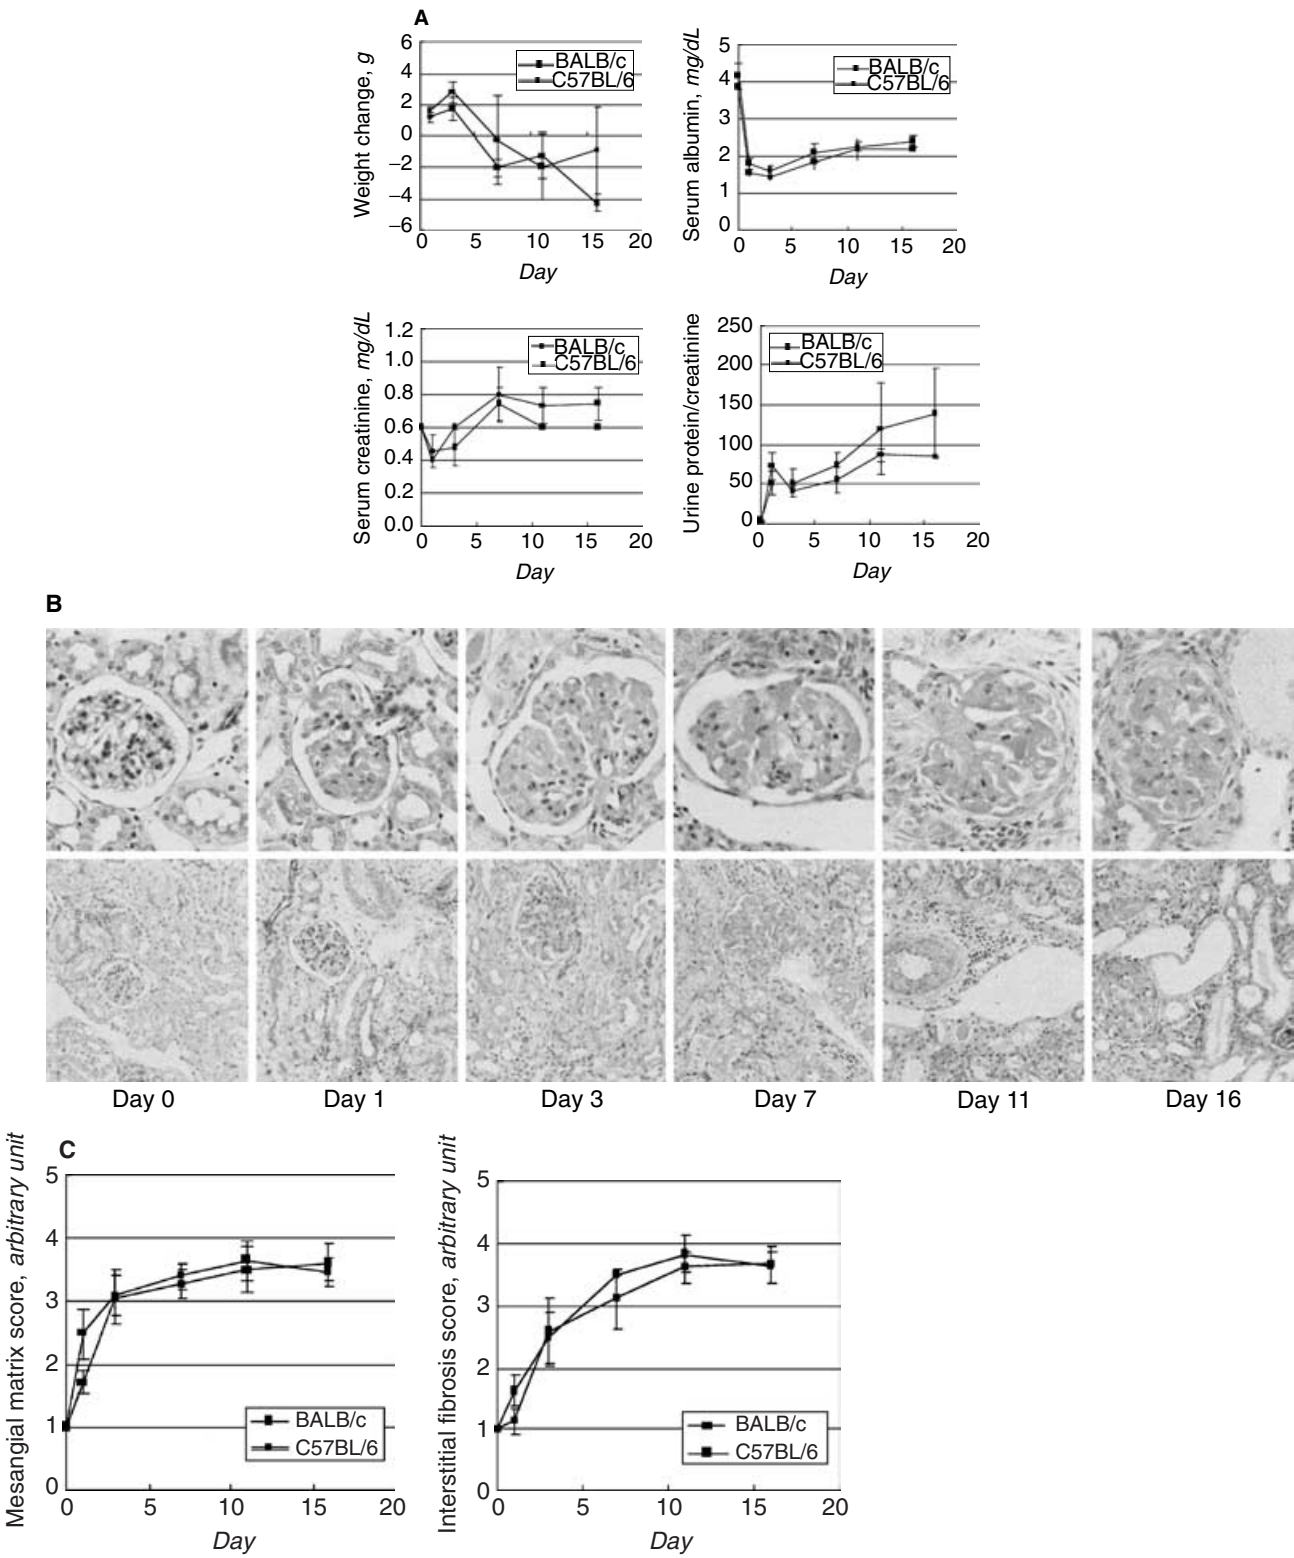 A
Weight change, g
6
4
2
0
–2
–4
–6
BALB/c
C57BL/6
0 5 10 15 20
Day
Serum albumin, mg/dL
5
4
3
2
1
0
BALB/c
C57BL/6
0 5 10 15 20
Day
Serum creatinine, mg/dL
1.2
1.0
0.8
0.6
0.4
0.2
0.0
BALB/c
C57BL/6
0 5 10 15 20
Day
Urine protein/creatinine
250
200
150
100
50
0
BALB/c
C57BL/6
0 5 10 15 20
Day
B
Day 0 Day 1 Day 3 Day 7 Day 11 Day 16
C
Mesangial matrix score, arbitrary unit
5
4
3
2
1
0
BALB/c
C57BL/6
0 5 10 15 20
Day
Interstitial fibrosis score, arbitrary unit
5
4
3
2
1
0
BALB/c
C57BL/6
0 5 10 15 20
Day